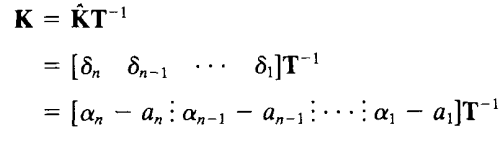 K = K̂T⁻¹
= [δₙ δₙ₋₁ ··· δ₁]T⁻¹
= [αₙ − aₙ ⋮ αₙ₋₁ − aₙ₋₁ ⋮ ··· ⋮ α₁ − a₁]T⁻¹